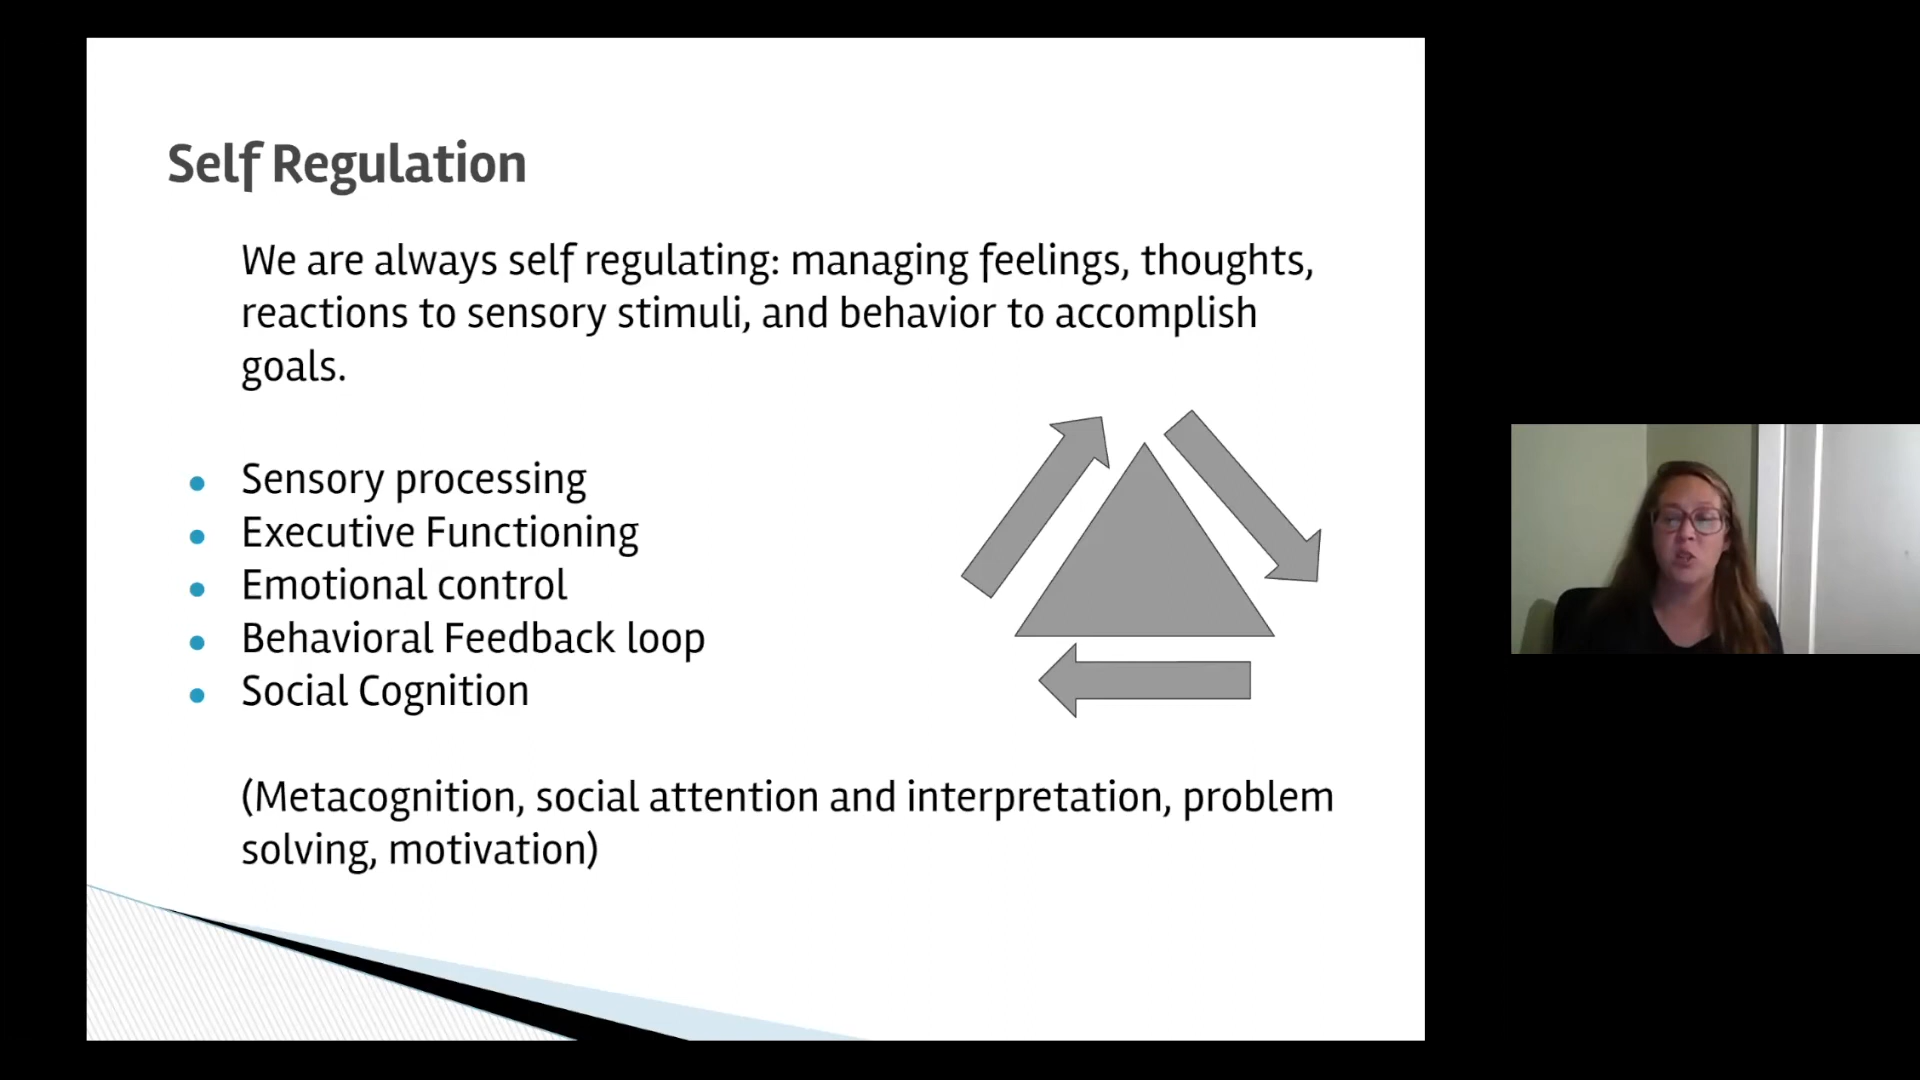 Self Regulation
We are always self regulating: managing feelings, thoughts,
reactions to sensory stimuli, and behavior to accomplish
goals.
Sensory processing
Executive Functioning
Emotional control
Behavioral Feedback loop
Social Cognition
(Metacognition, social attention and interpretation, problem
solving, motivation)